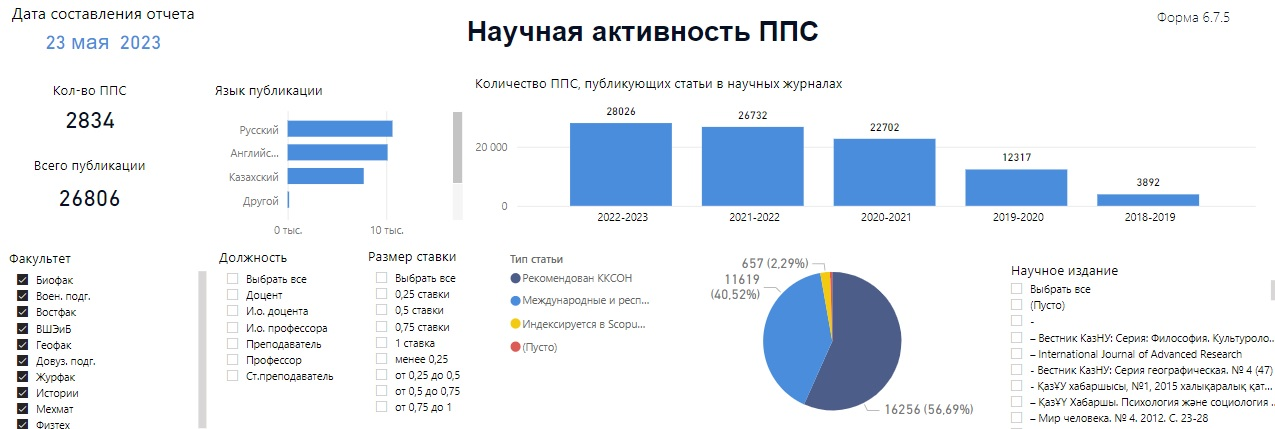 Дата составления отчета
23 мая 2023
Научная активность ППС
Форма 6.7.5
Кол-во ППС
2834
Всего публикации
26806
Язык публикации
Русский
Английс...
Казахский
Другой
0 тыс.
10 тыс.
Количество ППС, публикующих статьи в научных журналах
28026
26732
22702
12317
3892
20 000
0
2022-2023
2021-2022
2020-2021
2019-2020
2018-2019
Факультет
Биофак
Воен. подг.
Востфак
ВШЭиБ
Геофак
Довуз. подг.
Журфак
Истории
Мехмат
Физтех
Должность
Выбрать все
Доцент
И.о. доцента
И.о. профессора
Преподаватель
Профессор
Ст.преподаватель
Размер ставки
Выбрать все
0,25 ставки
0,5 ставки
0,75 ставки
1 ставка
менее 0,25
от 0,25 до 0,5
от 0,5 до 0,75
от 0,75 до 1
Тип статьи
Рекомендован ККСОН
Международные и респ...
Индексируется в Scopu...
(Пусто)
657 (2,29%)
11619
(40,52%)
16256 (56,69%)
Научное издание
Выбрать все
(Пусто)
-
– Вестник КазНУ: Серия: Философия. Культуроло...
– International Journal of Advanced Research
- Вестник КазНУ: Серия географическая. № 4 (47)
- ҚазҰУ хабаршысы, №1, 2015 халықаралық қат...
– ҚазҰУ Хабаршы. Психология және социология ...
– Мир человека. № 4. 2012. С. 23-28